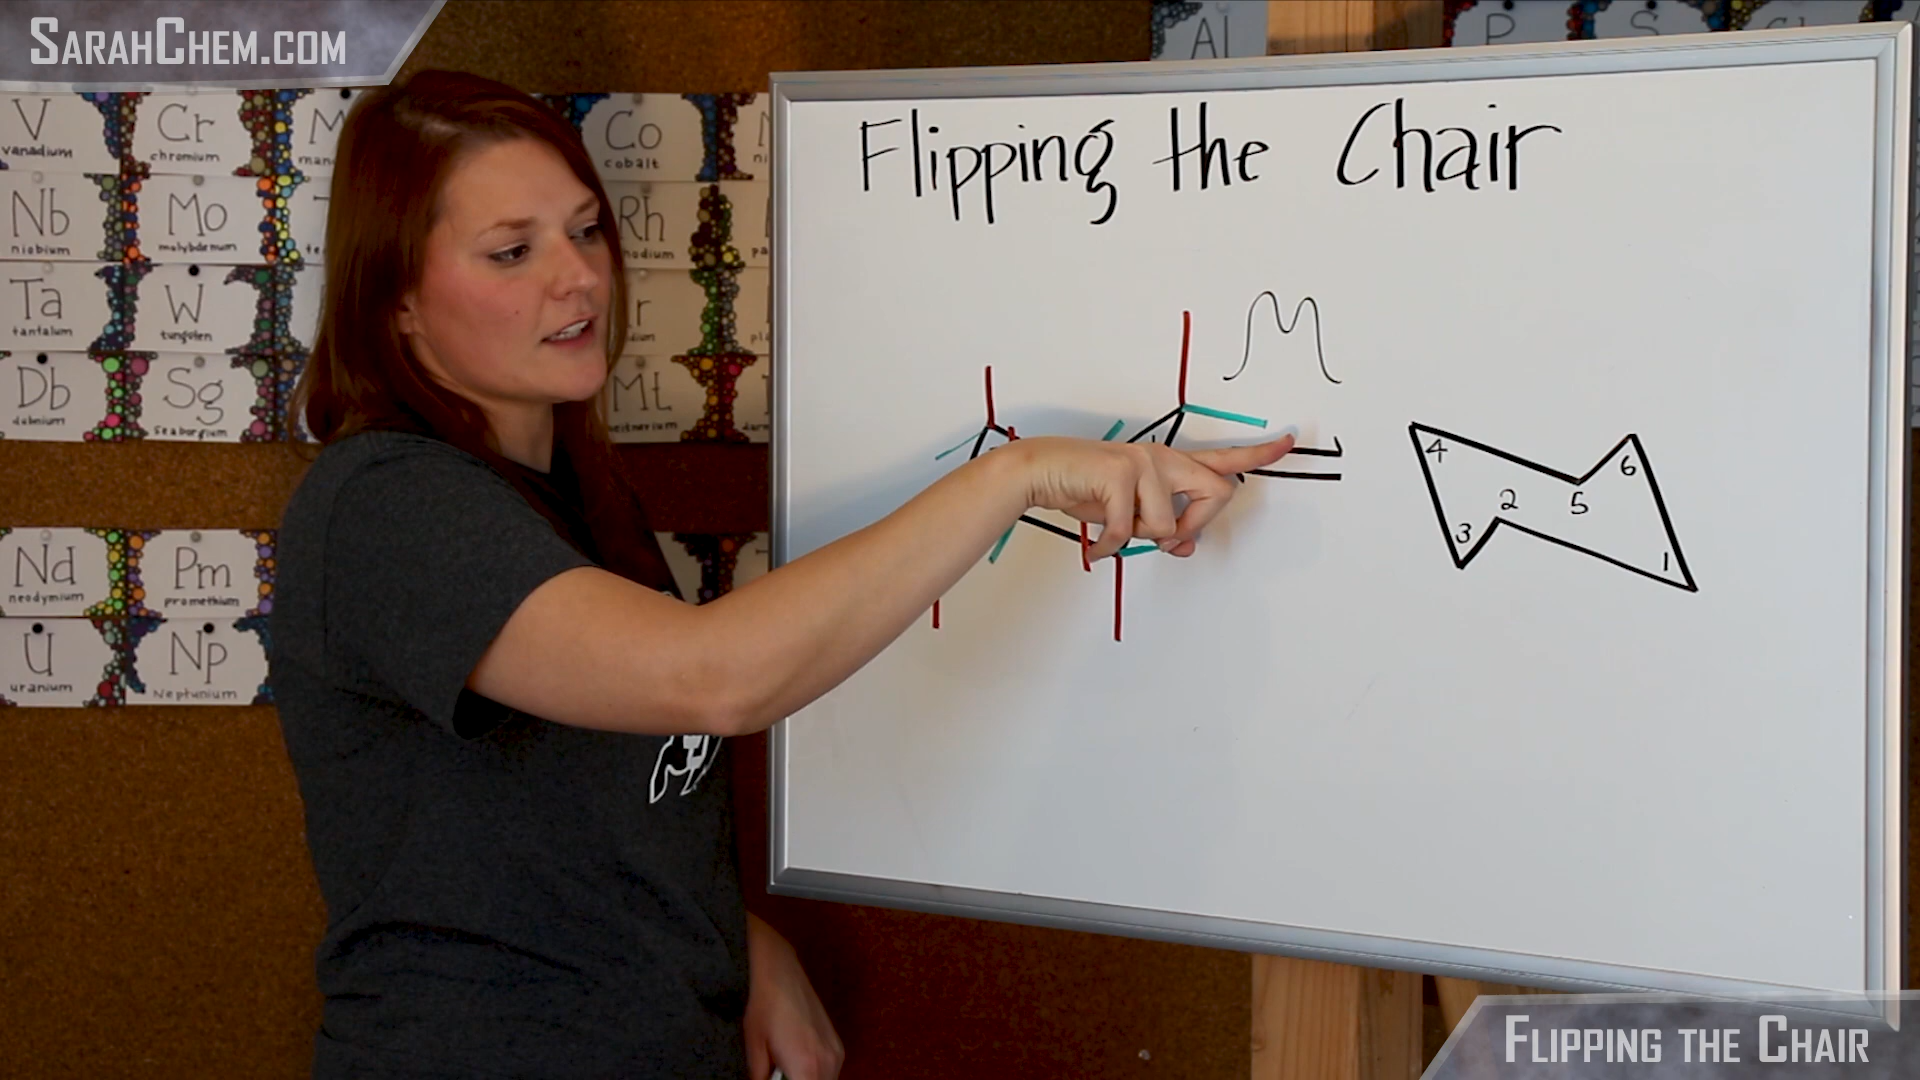 SARAHCHEM.COM
Al
P
S
V
vanadium
Cr
chromium
Co
cobalt
Nb
niobium
Mo
molybdenum
Rh
Ta
tantalum
W
tungsten
Db
dubnium
Sg
Seaborgium
Mt
Nd
neodymium
Pm
promethium
U
uranium
Np
Neptunium
Flipping the Chair
4
6
2
5
3
1
FLIPPING THE CHAIR